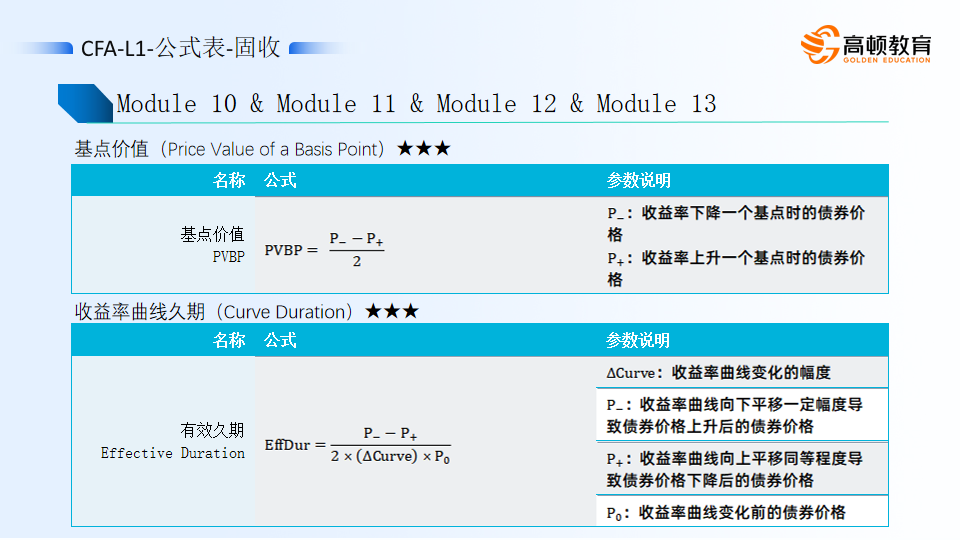 CFA-L1-公式表-固收
高顿教育
GOLDEN EDUCATION
Module 10 & Module 11 & Module 12 & Module 13
基点价值（Price Value of a Basis Point）★★★
名称 公式 参数说明
基点价值
PVBP
PVBP = (P₋ − P₊) / 2
P₋：收益率下降一个基点时的债券价
格
P₊：收益率上升一个基点时的债券价
格
收益率曲线久期（Curve Duration）★★★
名称 公式 参数说明
有效久期
Effective Duration
EffDur = (P₋ − P₊) / (2 × (ΔCurve) × P₀)
ΔCurve：收益率曲线变化的幅度
P₋：收益率曲线向下平移一定幅度导
致债券价格上升后的债券价格
P₊：收益率曲线向上平移同等程度导
致债券价格下降后的债券价格
P₀：收益率曲线变化前的债券价格